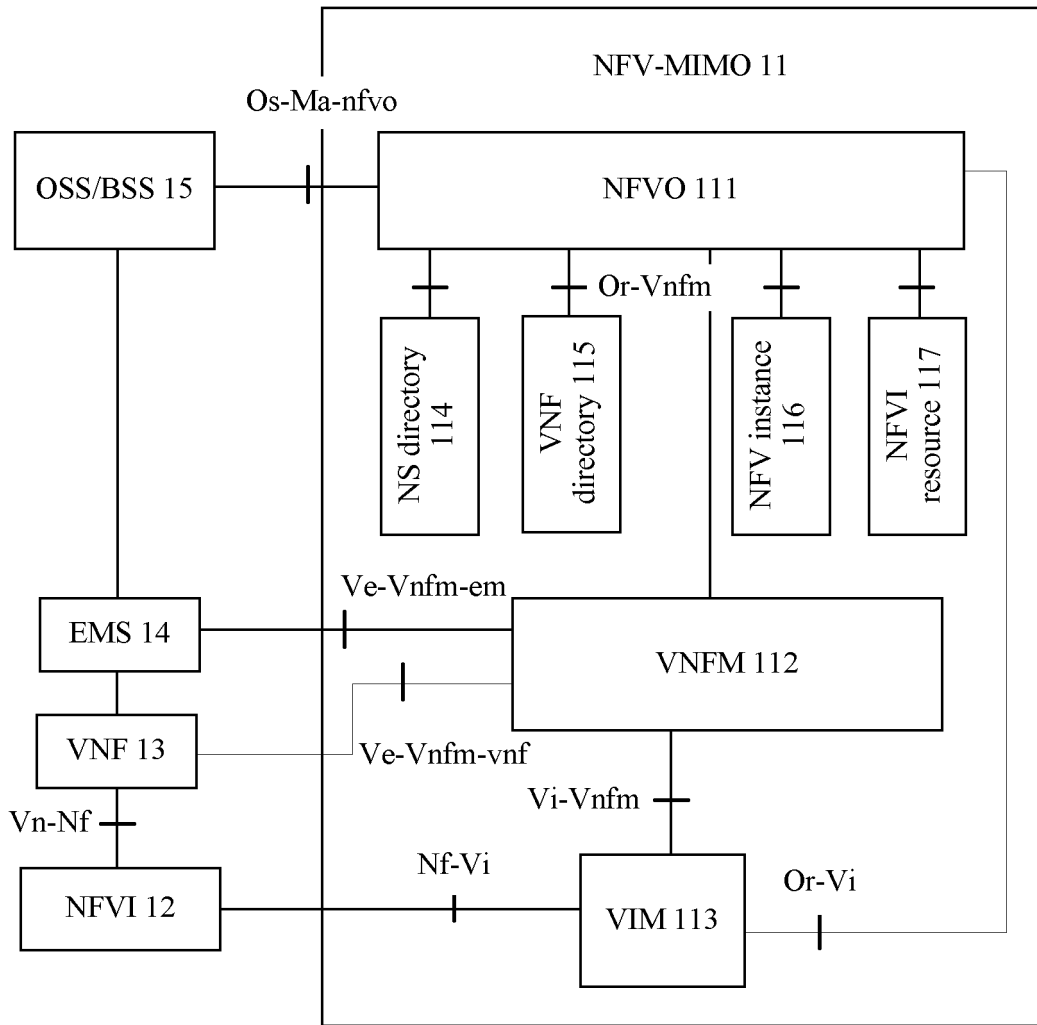 NFV-MIMO 11
Os-Ma-nfvo
OSS/BSS 15
NFVO 111
Or-Vnfm
NS directory
114
VNF
directory 115
NFV instance
116
NFVI
resource 117
Ve-Vnfm-em
EMS 14
VNFM 112
VNF 13
Ve-Vnfm-vnf
Vi-Vnfm
Vn-Nf
Nf-Vi
Or-Vi
NFVI 12
VIM 113